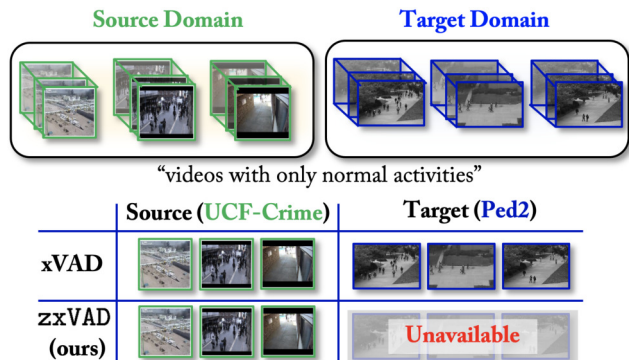 Source Domain
Target Domain
“videos with only normal activities”
Source (UCF-Crime)
Target (Ped2)
xVAD
zxVAD
(ours)
Unavailable